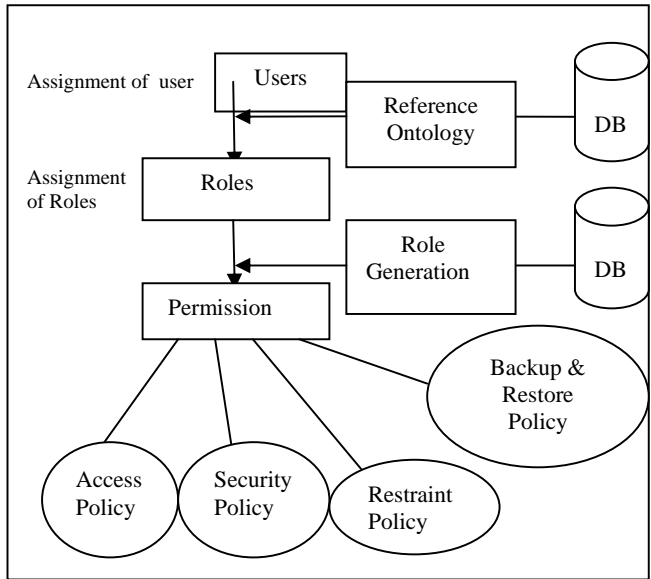 Assignment of user
Users
Reference
Ontology
DB
Assignment
of Roles
Roles
Role
Generation
DB
Permission
Backup &
Restore
Policy
Access
Policy
Security
Policy
Restraint
Policy